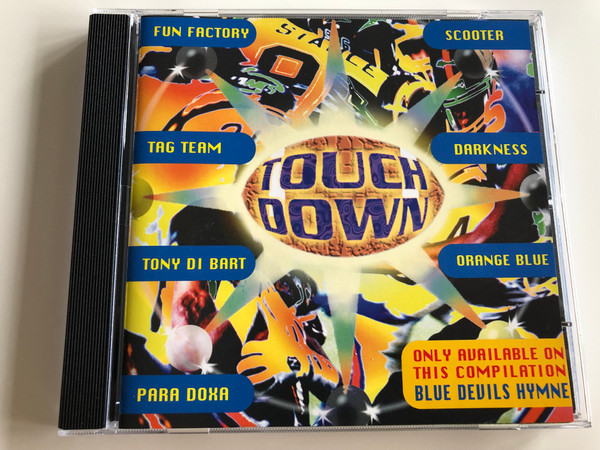 FUN FACTORY
SCOOTER
TAG TEAM
DARKNESS
TOUCH
DOWN
TONY DI BART
ORANGE BLUE
ONLY AVAILABLE ON
THIS COMPILATION
BLUE DEVILS HYMNE
PARA DOXA